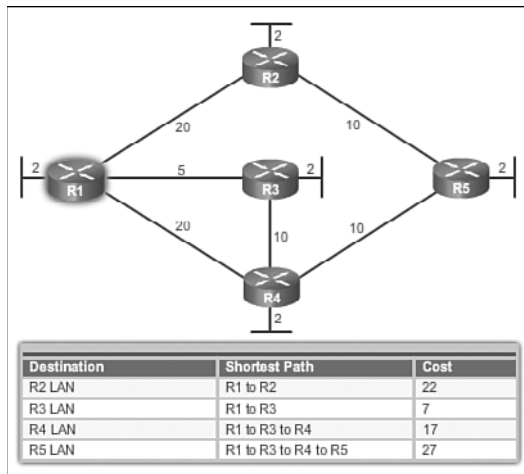 2
R2
20
10
2
R1
5
R3
2
R5
2
20
10
10
R4
2
Destination Shortest Path Cost
R2 LAN R1 to R2 22
R3 LAN R1 to R3 7
R4 LAN R1 to R3 to R4 17
R5 LAN R1 to R3 to R4 to R5 27